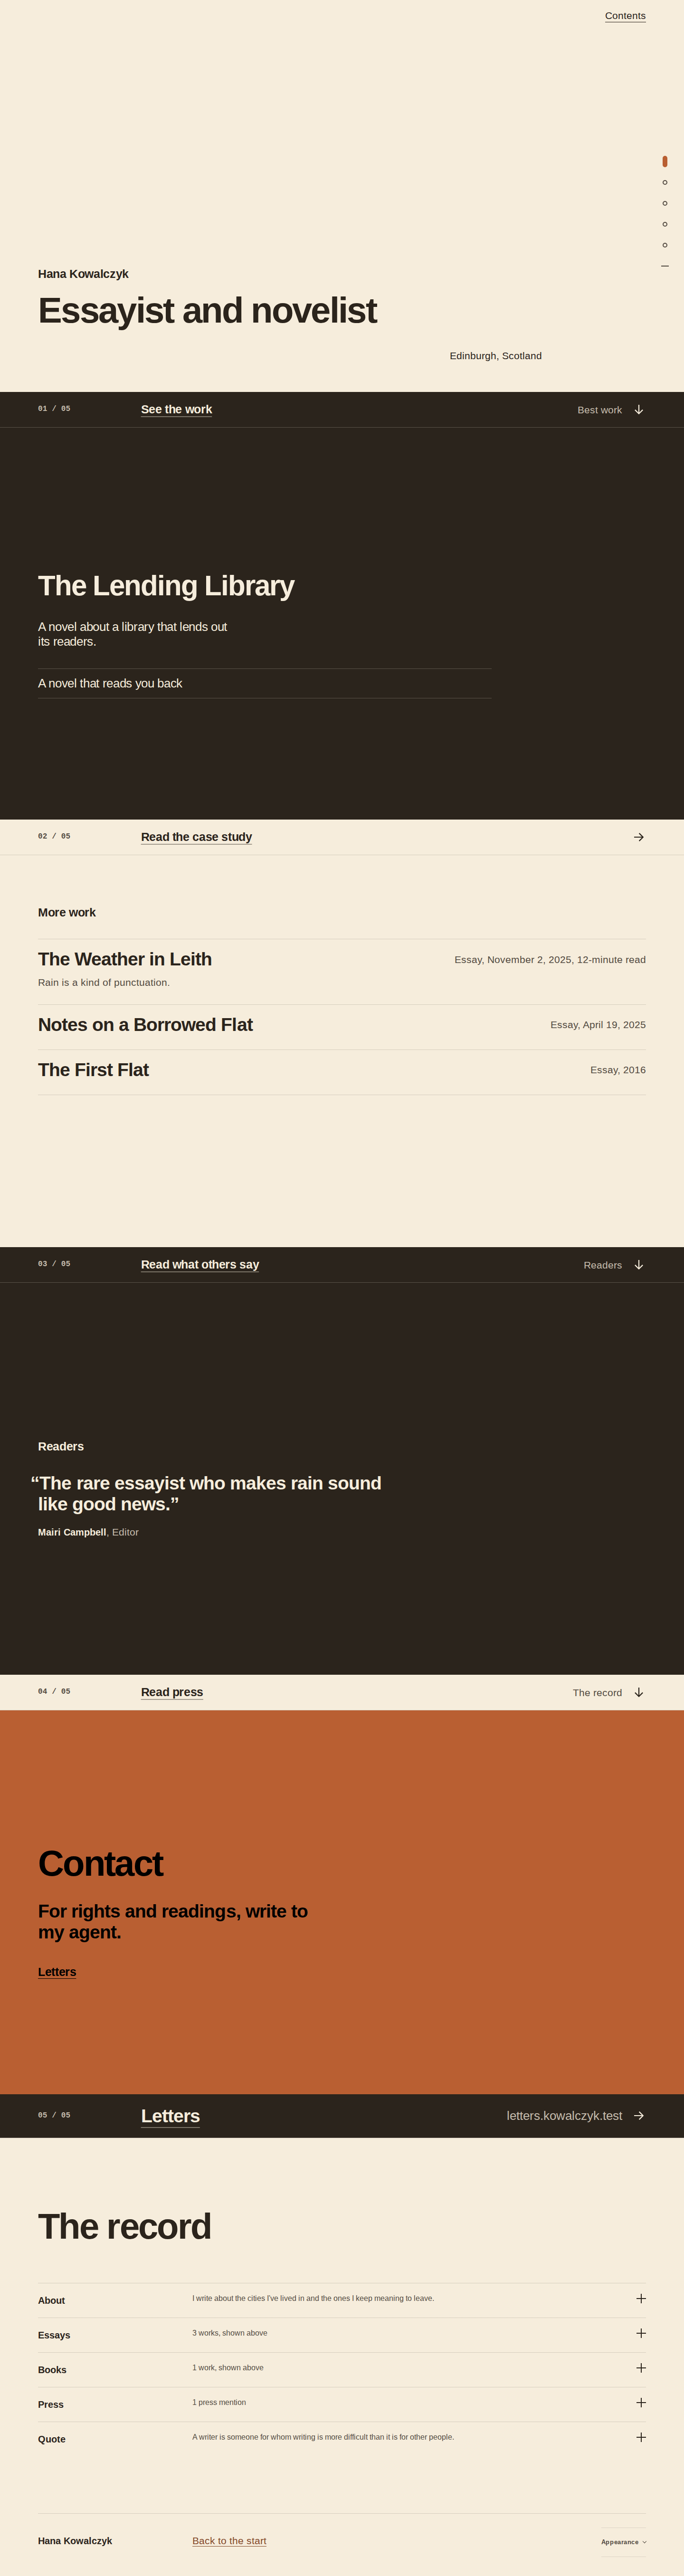 Contents
Hana Kowalczyk
Essayist and novelist
Edinburgh, Scotland
01 / 05
See the work
Best work
The Lending Library
A novel about a library that lends out
its readers.
A novel that reads you back
02 / 05
Read the case study
More work
The Weather in Leith
Essay, November 2, 2025, 12-minute read
Rain is a kind of punctuation.
Notes on a Borrowed Flat
Essay, April 19, 2025
The First Flat
Essay, 2016
03 / 05
Read what others say
Readers
Readers
“The rare essayist who makes rain sound
like good news.”
Mairi Campbell, Editor
04 / 05
Read press
The record
Contact
For rights and readings, write to
my agent.
Letters
05 / 05
Letters
letters.kowalczyk.test
The record
About
I write about the cities I've lived in and the ones I keep meaning to leave.
Essays
3 works, shown above
Books
1 work, shown above
Press
1 press mention
Quote
A writer is someone for whom writing is more difficult than it is for other people.
Hana Kowalczyk
Back to the start
Appearance